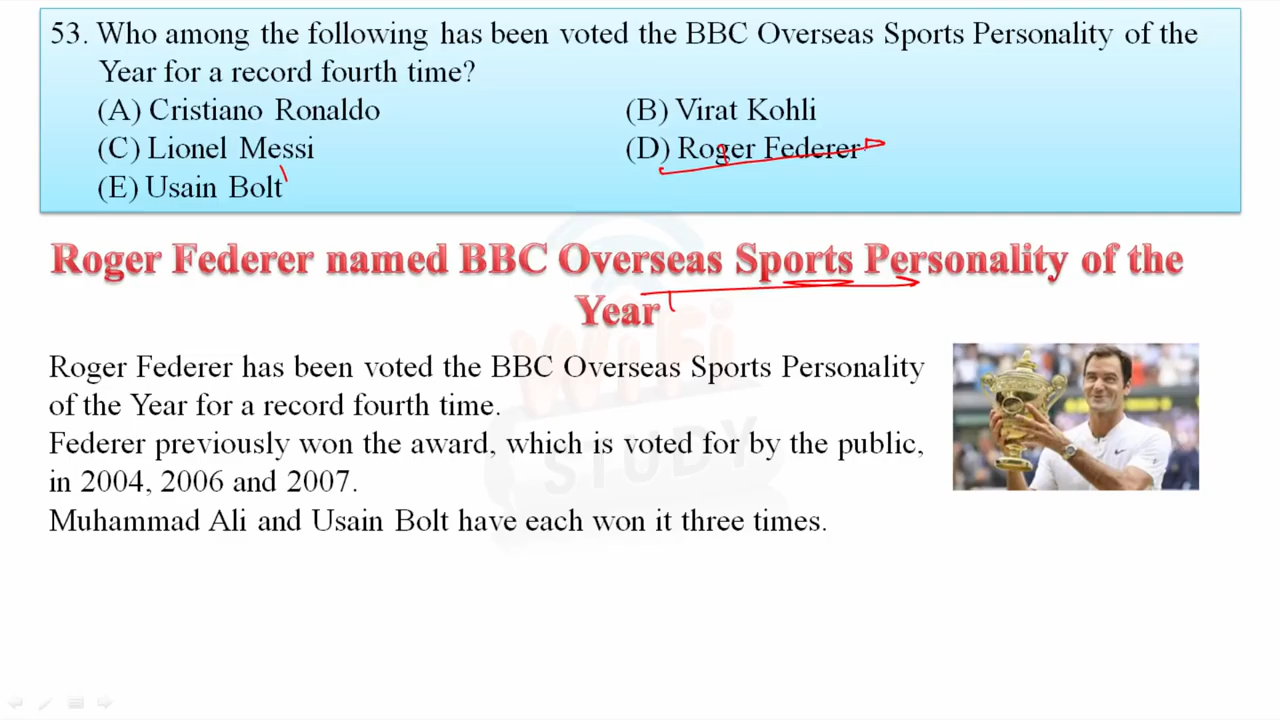 53. Who among the following has been voted the BBC Overseas Sports Personality of the
Year for a record fourth time?
(A) Cristiano Ronaldo (B) Virat Kohli
(C) Lionel Messi (D) Roger Federer
(E) Usain Bolt
Roger Federer named BBC Overseas Sports Personality of the
Year
Roger Federer has been voted the BBC Overseas Sports Personality
of the Year for a record fourth time.
Federer previously won the award, which is voted for by the public,
in 2004, 2006 and 2007.
Muhammad Ali and Usain Bolt have each won it three times.
WiFi
STUDY